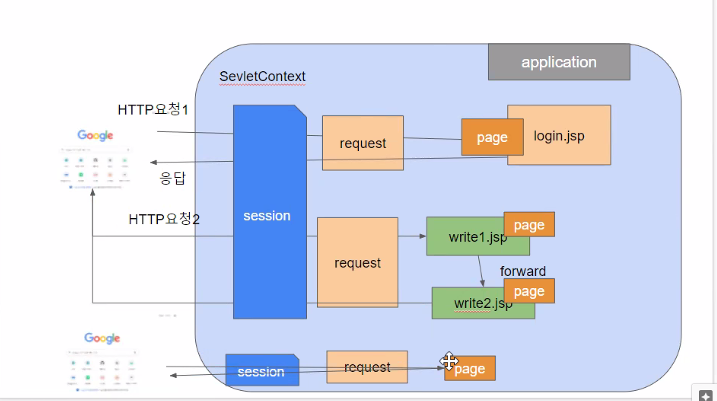 application
SevletContext
HTTP요청1
Google
request
page
login.jsp
응답
session
HTTP요청2
page
write1.jsp
request
forward
page
write2.jsp
Google
session
request
page